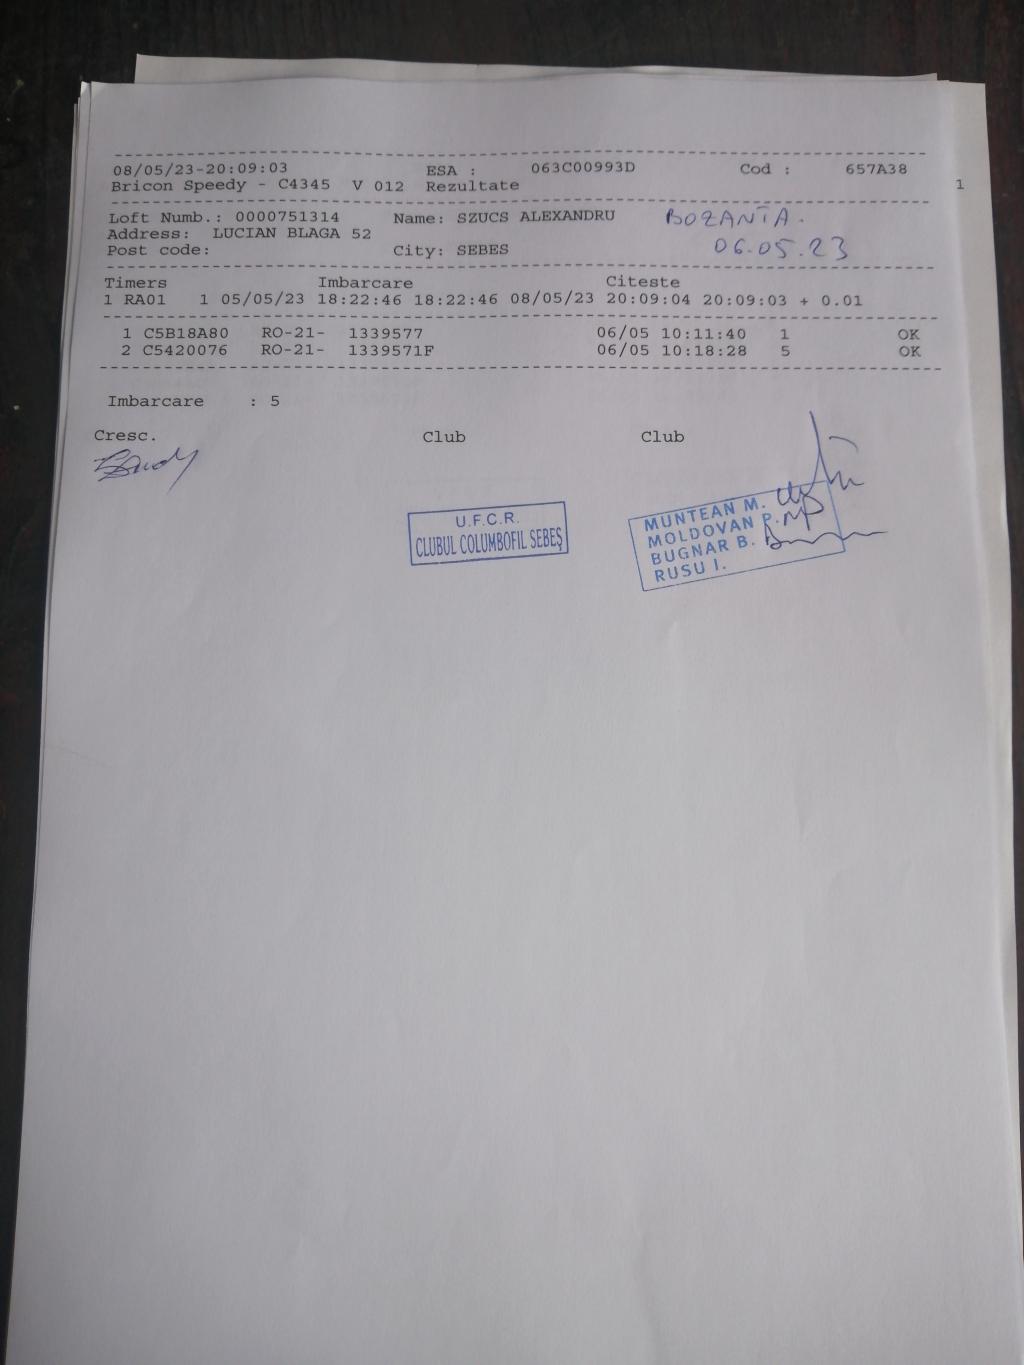 08/05/23-20:09:03 ESA : 063C00993D Cod : 657A38
Bricon Speedy - C4345 V 012 Rezultate 1
Loft Numb.: 0000751314 Name: SZUCS ALEXANDRU BOZANTA.
Address: LUCIAN BLAGA 52
Post code: City: SEBES 06.05.23
Timers Imbarcare Citeste
1 RA01 1 05/05/23 18:22:46 18:22:46 08/05/23 20:09:04 20:09:03 + 0.01
1 C5B18A80 RO-21- 1339577 06/05 10:11:40 1 OK
2 C5420076 RO-21- 1339571F 06/05 10:18:28 5 OK
Imbarcare : 5
Cresc. Club Club
U.F.C.R.
CLUBUL COLUMBOFIL SEBEȘ
MUNTEAN M.
MOLDOVAN P.
BUGNAR B.
RUSU I.